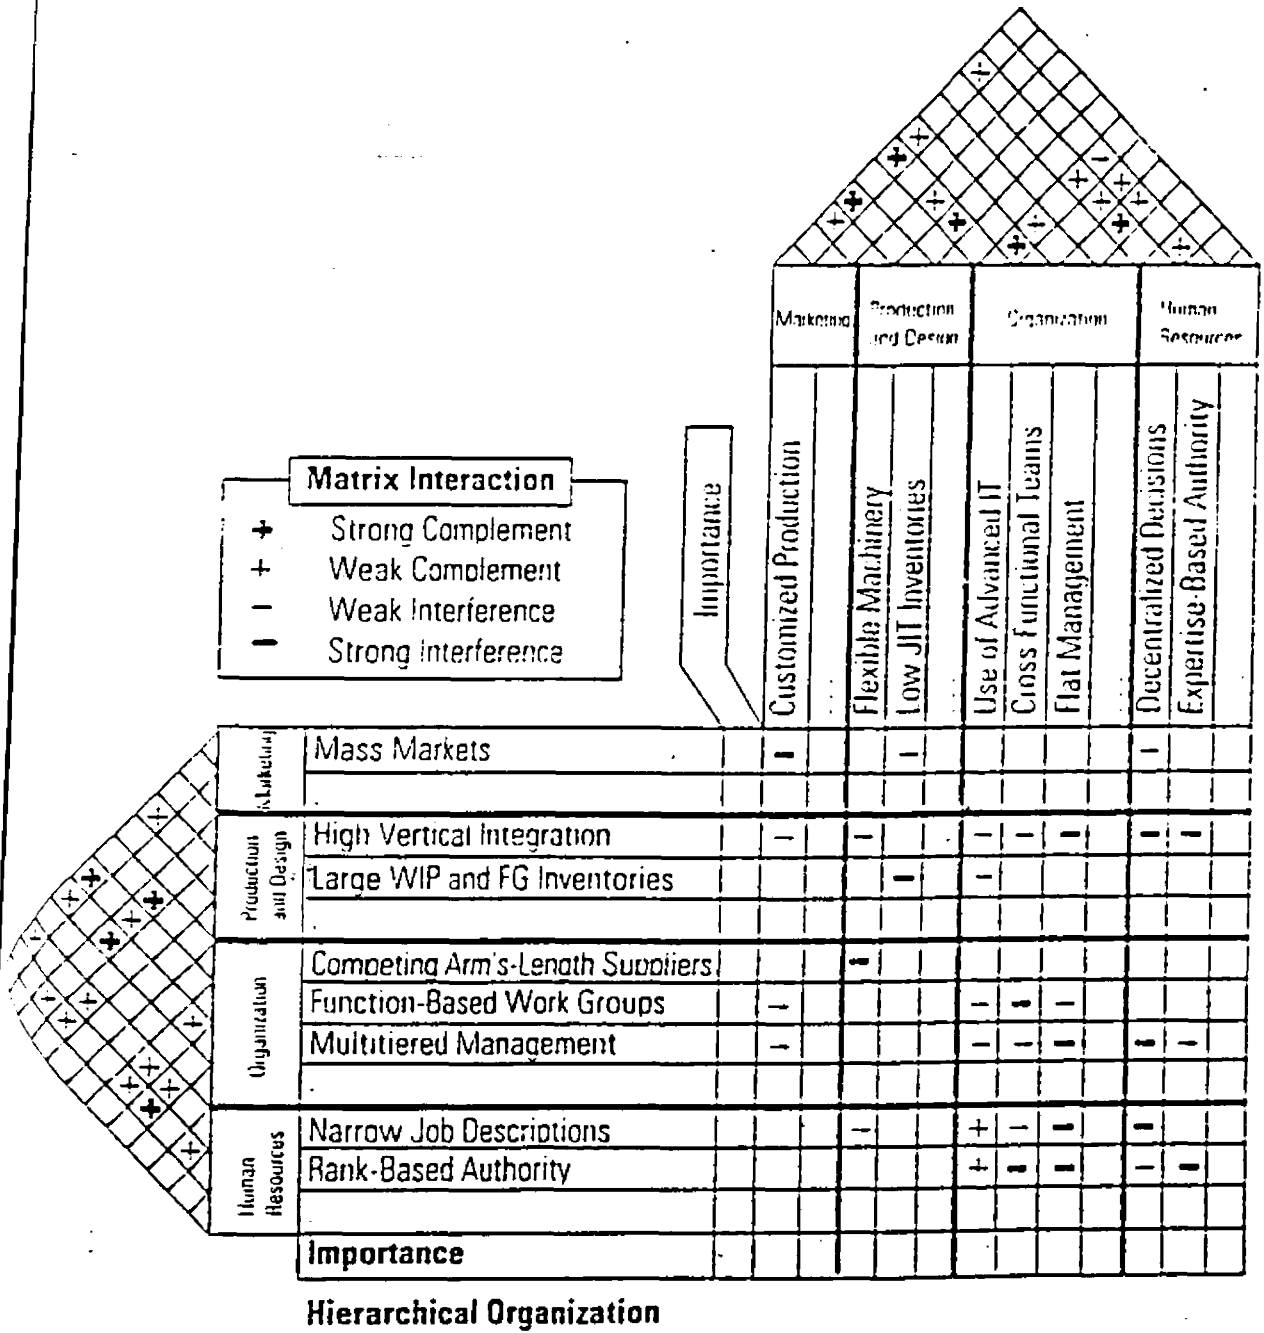 Marketing
Production
and Design
Organization
Human
Resources
Matrix Interaction
+ Strong Complement
+ Weak Complement
− Weak Interference
− Strong Interference
Importance
Customized Production
Flexible Machinery
Low JIT Inventories
Use of Advanced IT
Cross Functional Teams
Flat Management
Decentralized Decisions
Expertise-Based Authority
Marketing
Mass Markets
Production
and Design
High Vertical Integration
Large WIP and FG Inventories
Organization
Competing Arm's-Length Suppliers
Function-Based Work Groups
Multitiered Management
Human
Resources
Narrow Job Descriptions
Rank-Based Authority
Importance
Hierarchical Organization